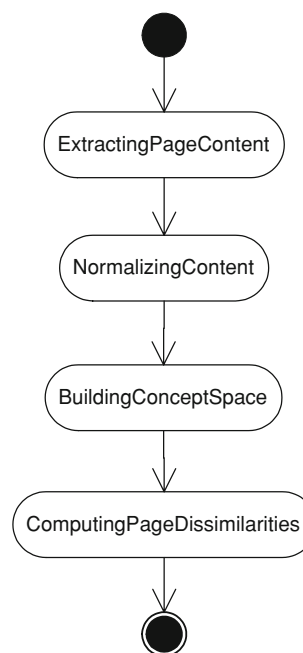 ExtractingPageContent
NormalizingContent
BuildingConceptSpace
ComputingPageDissimilarities